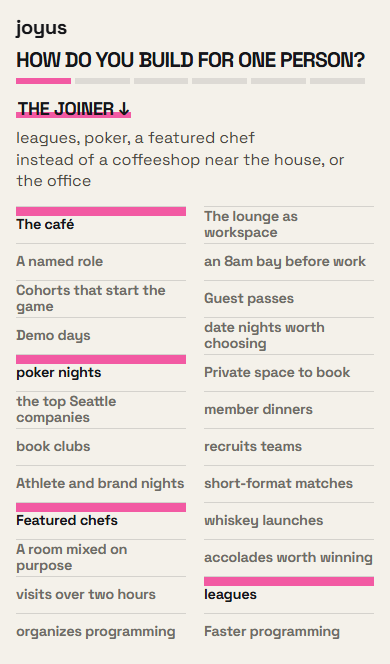 joyus
HOW DO YOU BUILD FOR ONE PERSON?
THE JOINER ↓
leagues, poker, a featured chef
instead of a coffeeshop near the house, or
the office
The café
A named role
Cohorts that start the
game
Demo days
poker nights
the top Seattle
companies
book clubs
Athlete and brand nights
Featured chefs
A room mixed on
purpose
visits over two hours
organizes programming
The lounge as
workspace
an 8am bay before work
Guest passes
date nights worth
choosing
Private space to book
member dinners
recruits teams
short-format matches
whiskey launches
accolades worth winning
leagues
Faster programming